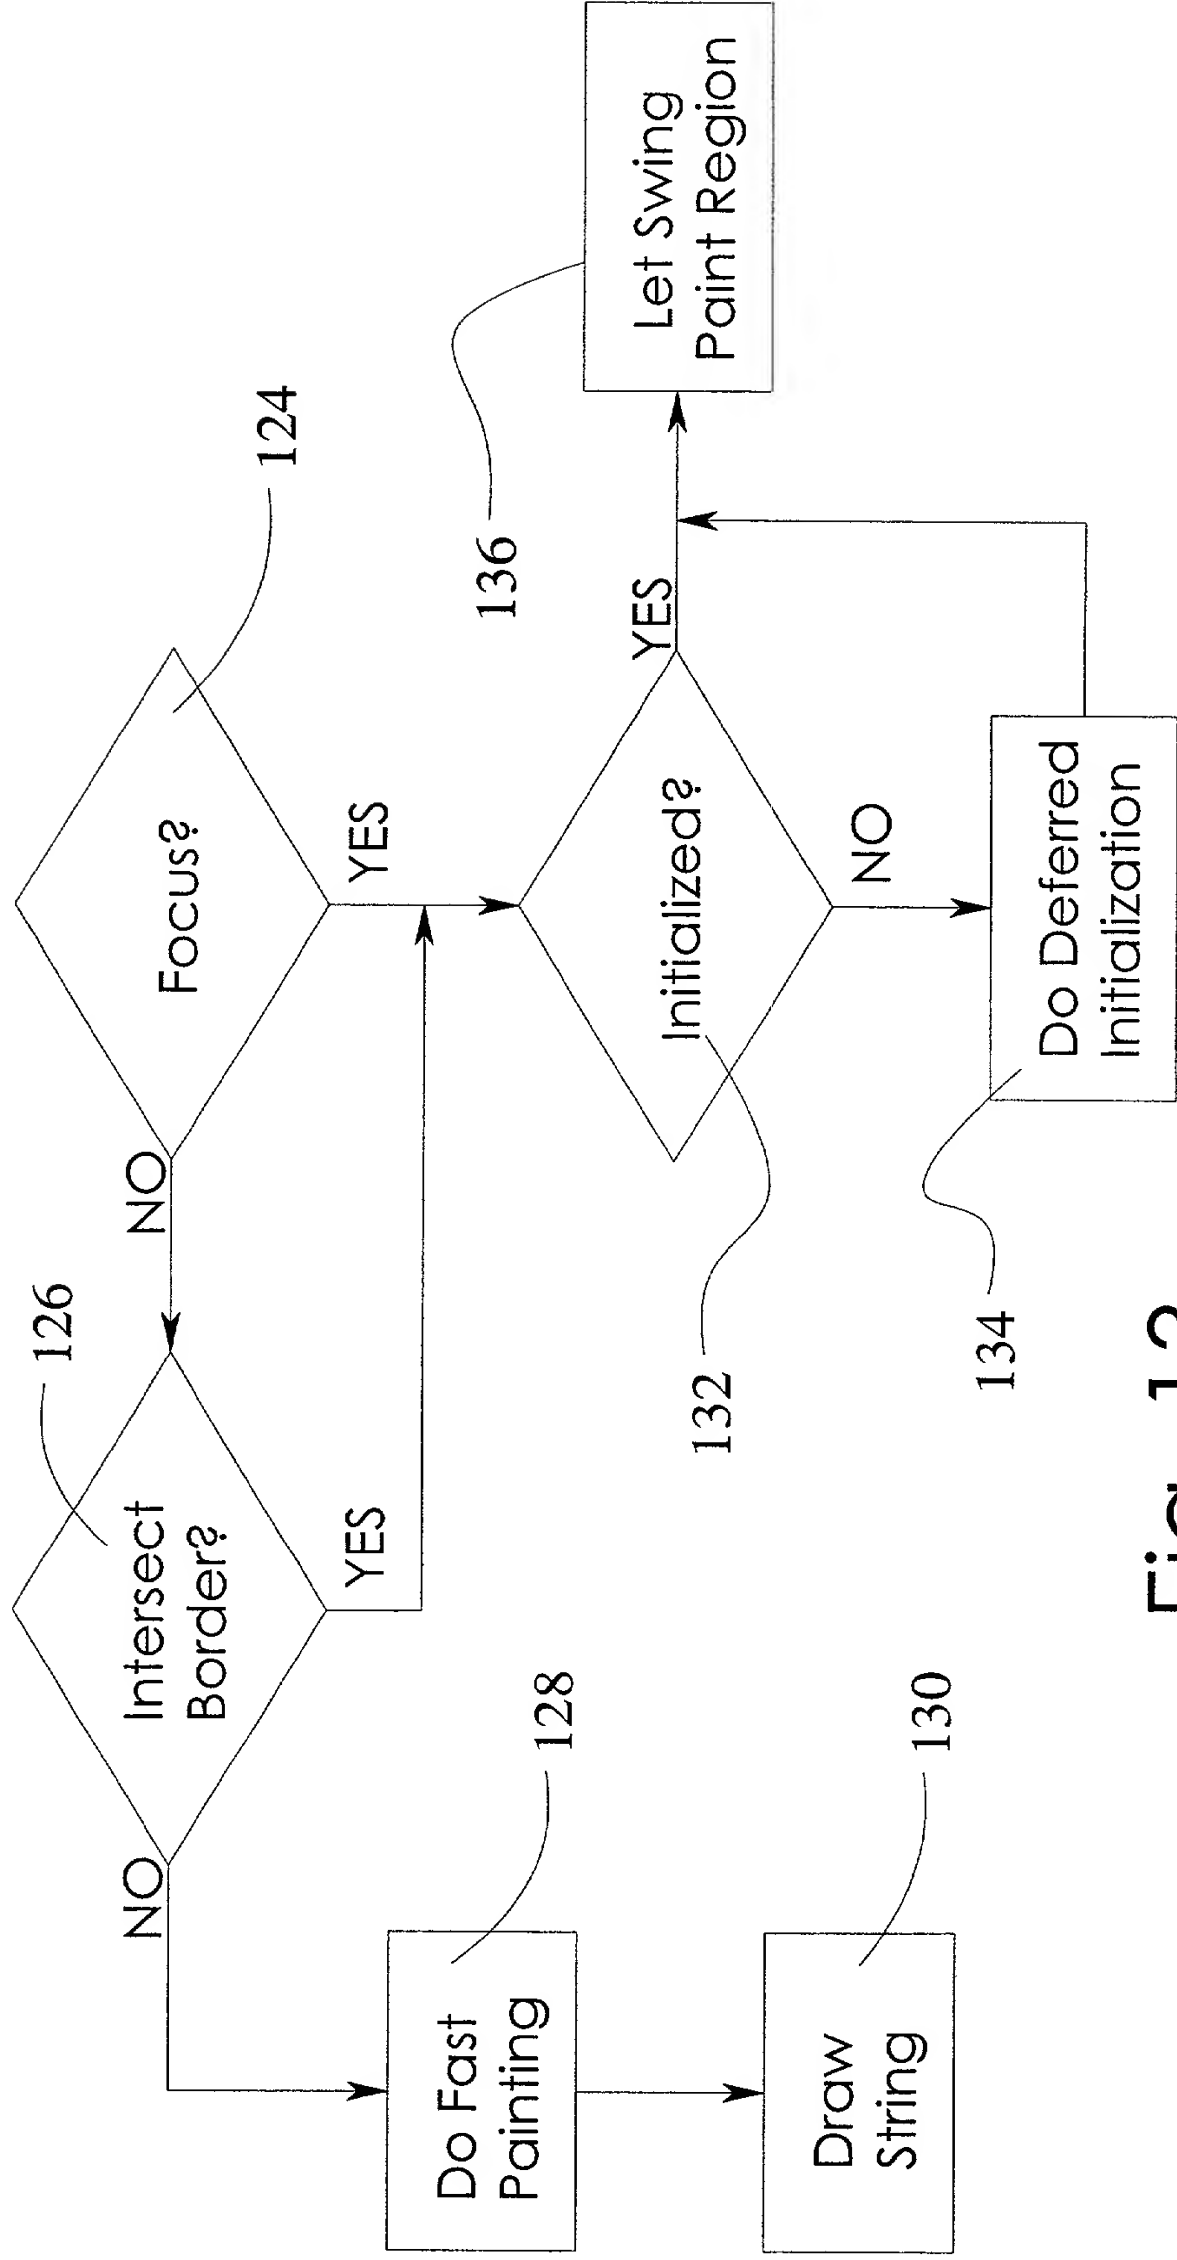 124
Focus?
NO
YES
126
Intersect
Border?
NO
YES
128
Do Fast
Painting
130
Draw
String
132
Initialized?
YES
NO
134
Do Deferred
Initialization
136
Let Swing
Paint Region